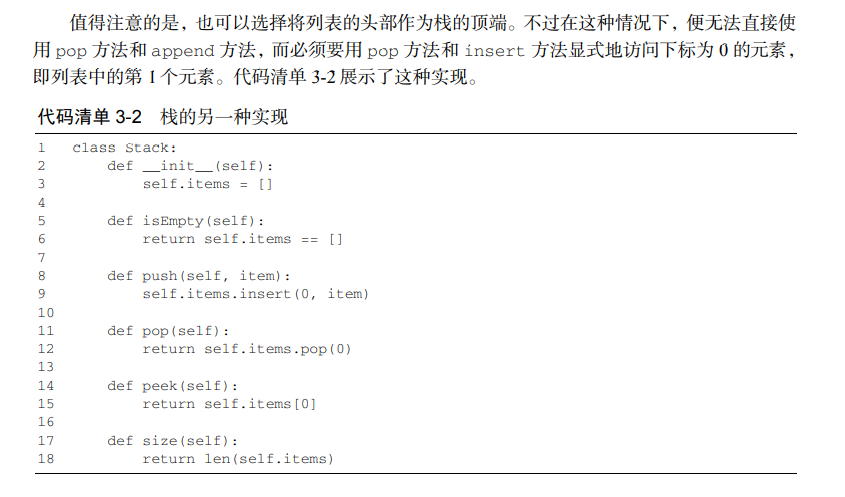 值得注意的是，也可以选择将列表的头部作为栈的顶端。不过在这种情况下，便无法直接使
用 pop 方法和 append 方法，而必须要用 pop 方法和 insert 方法显式地访问下标为 0 的元素，
即列表中的第 1 个元素。代码清单 3-2 展示了这种实现。
代码清单 3-2 栈的另一种实现
1 class Stack:
2     def __init__(self):
3         self.items = []
4
5     def isEmpty(self):
6         return self.items == []
7
8     def push(self, item):
9         self.items.insert(0, item)
10
11     def pop(self):
12         return self.items.pop(0)
13
14     def peek(self):
15         return self.items[0]
16
17     def size(self):
18         return len(self.items)